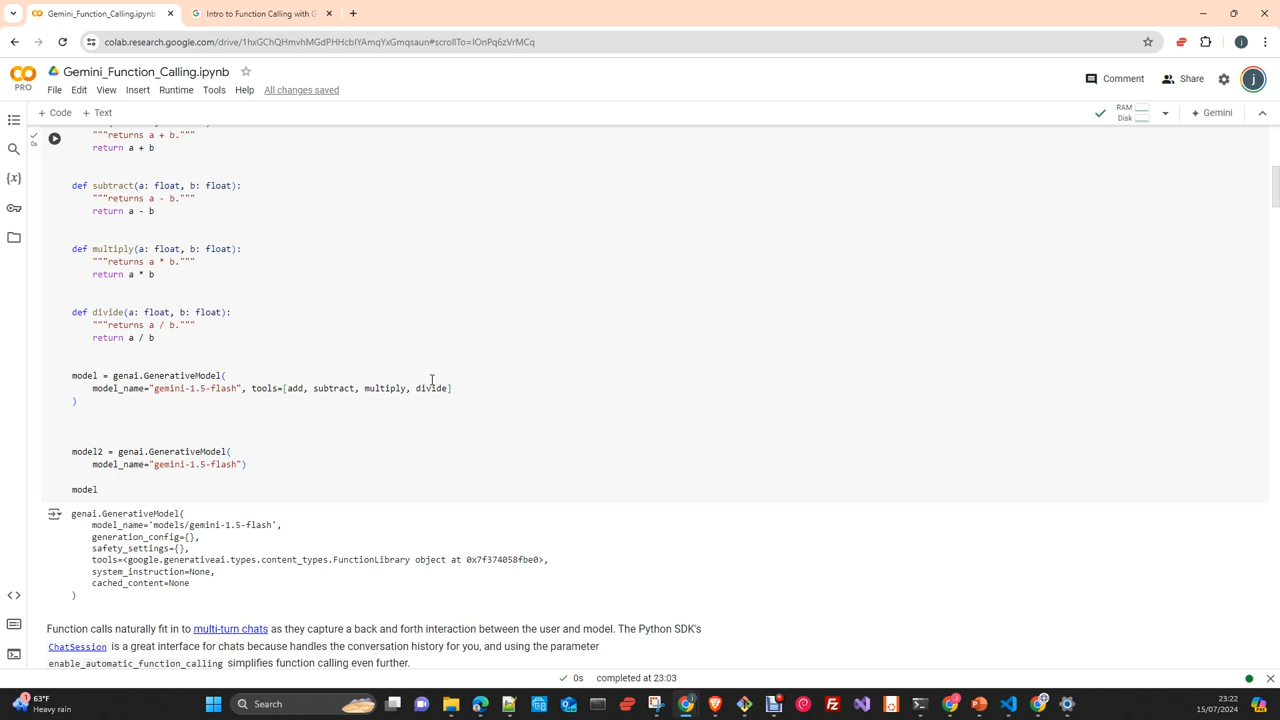 Gemini_Function_Calling.ipynb
Intro to Function Calling with G
colab.research.google.com/drive/1hxGChQHmvhMGdPHHcblYAmqYxGmqsaun#scrollTo=IOnPq6zVrMCq
j
CO
PRO
Gemini_Function_Calling.ipynb
Comment
Share
j
File Edit View Insert Runtime Tools Help All changes saved
+ Code + Text
RAM
Disk
Gemini
0s
"""returns a + b."""
return a + b
def subtract(a: float, b: float):
"""returns a - b."""
return a - b
def multiply(a: float, b: float):
"""returns a * b."""
return a * b
def divide(a: float, b: float):
"""returns a / b."""
return a / b
model = genai.GenerativeModel(
model_name="gemini-1.5-flash", tools=[add, subtract, multiply, divide]
)
model2 = genai.GenerativeModel(
model_name="gemini-1.5-flash")
model
genai.GenerativeModel(
model_name='models/gemini-1.5-flash',
generation_config={},
safety_settings={},
tools=<google.generativeai.types.content_types.FunctionLibrary object at 0x7f374058fbe0>,
system_instruction=None,
cached_content=None
)
Function calls naturally fit in to multi-turn chats as they capture a back and forth interaction between the user and model. The Python SDK's
ChatSession is a great interface for chats because handles the conversation history for you, and using the parameter
enable_automatic_function_calling simplifies function calling even further.
0s completed at 23:03
63°F
Heavy rain
Search
23:22
15/07/2024